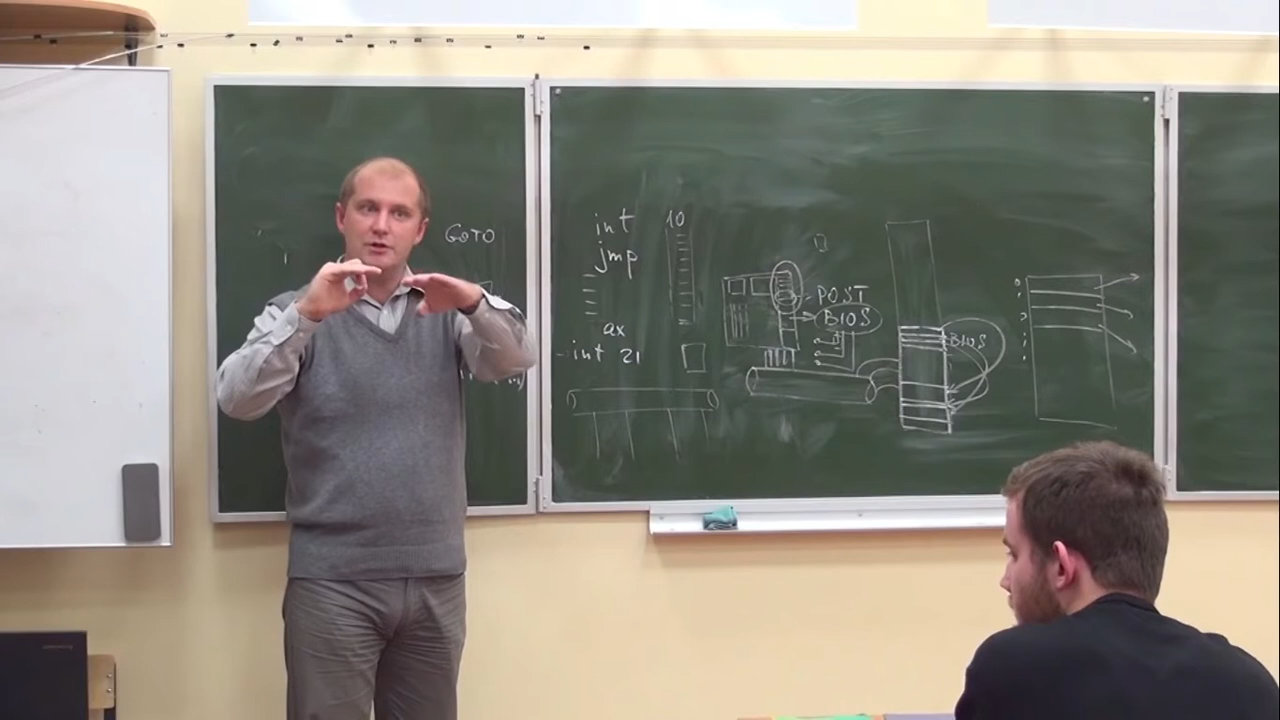 GOTO
int 10
jmp
ax
int 21
POST
BIOS
BIOS